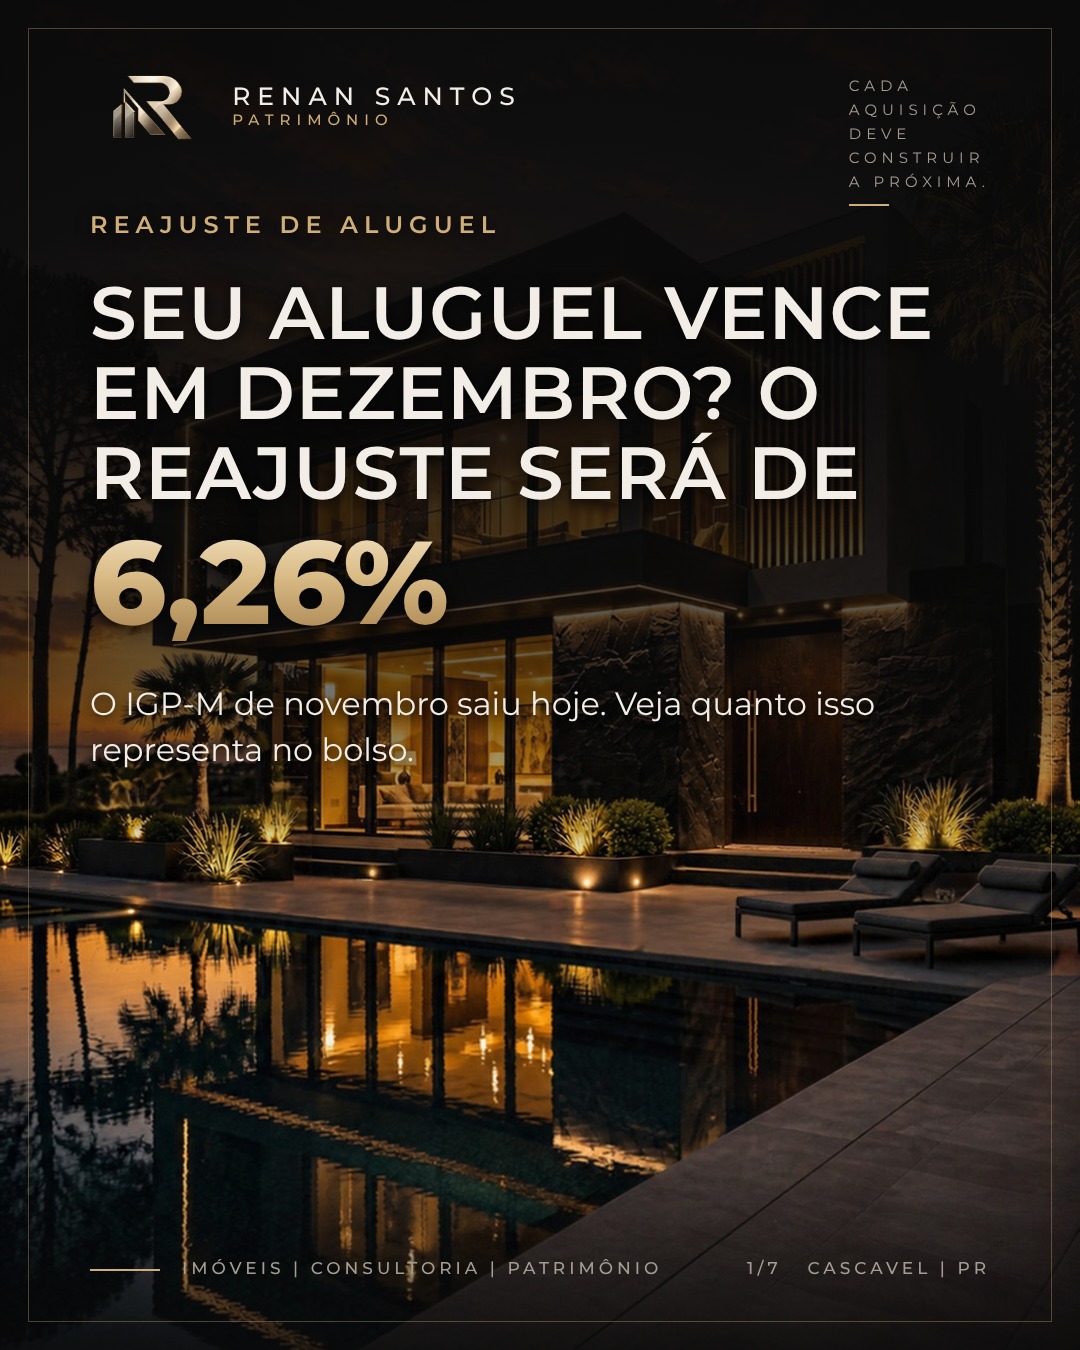 RENAN SANTOS
PATRIMÔNIO
CADA
AQUISIÇÃO
DEVE
CONSTRUIR
A PRÓXIMA.
REAJUSTE DE ALUGUEL
SEU ALUGUEL VENCE
EM DEZEMBRO? O
REAJUSTE SERÁ DE
6,26%
O IGP-M de novembro saiu hoje. Veja quanto isso
representa no bolso.
IMÓVEIS | CONSULTORIA | PATRIMÔNIO 1/7 CASCAVEL | PR